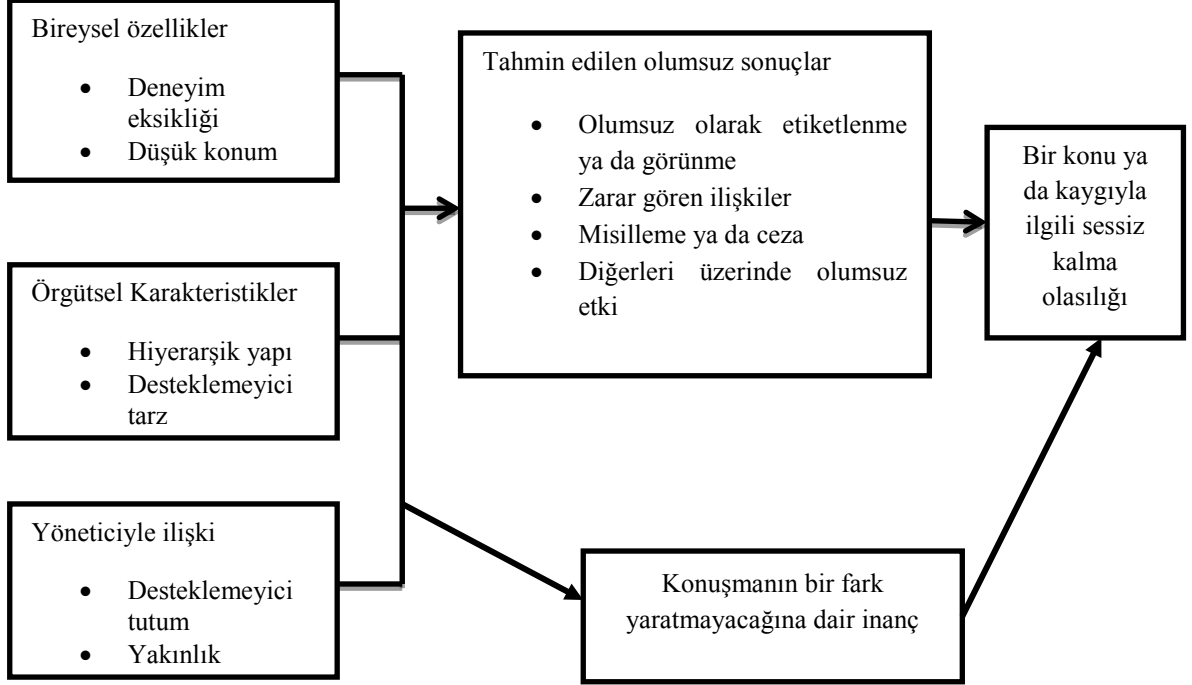 Bireysel özellikler
• Deneyim
eksikliği
• Düşük konum
Örgütsel Karakteristikler
• Hiyerarşik yapı
• Desteklemeyici
tarz
Yöneticiyle ilişki
• Desteklemeyici
tutum
• Yakınlık
Tahmin edilen olumsuz sonuçlar
• Olumsuz olarak etiketlenme
ya da görünme
• Zarar gören ilişkiler
• Misilleme ya da ceza
• Diğerleri üzerinde olumsuz
etki
Konuşmanın bir fark
yaratmayacağına dair inanç
Bir konu ya
da kaygıyla
ilgili sessiz
kalma
olasılığı